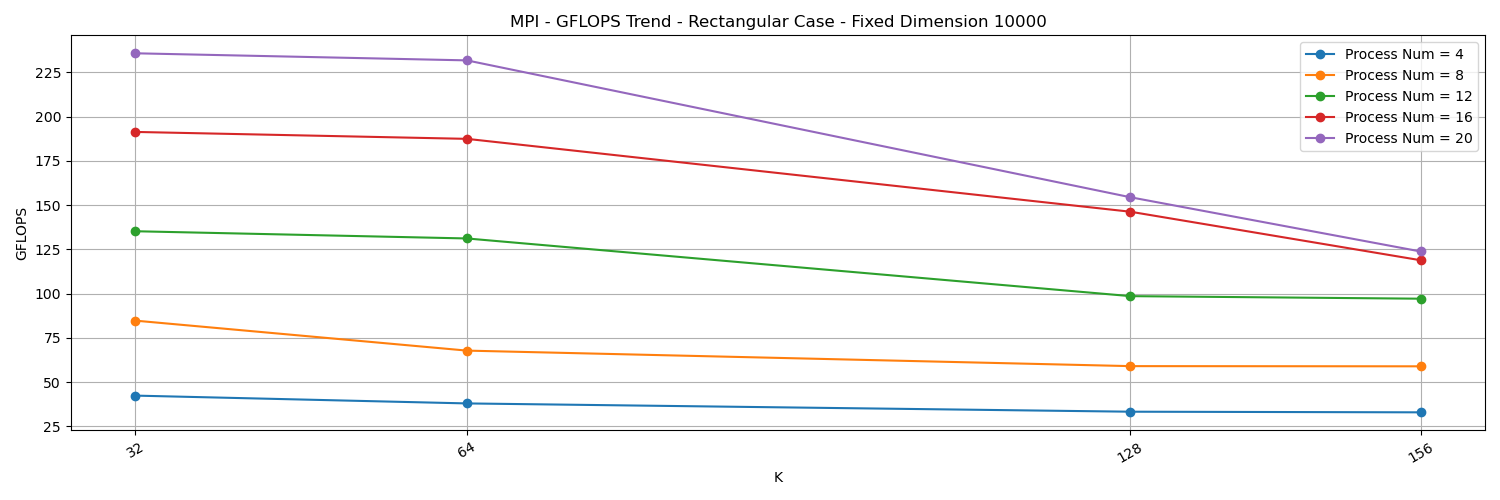 MPI - GFLOPS Trend - Rectangular Case - Fixed Dimension 10000
Process Num = 4
Process Num = 8
Process Num = 12
Process Num = 16
Process Num = 20
GFLOPS
225
200
175
150
125
100
75
50
25
32
64
128
156
K